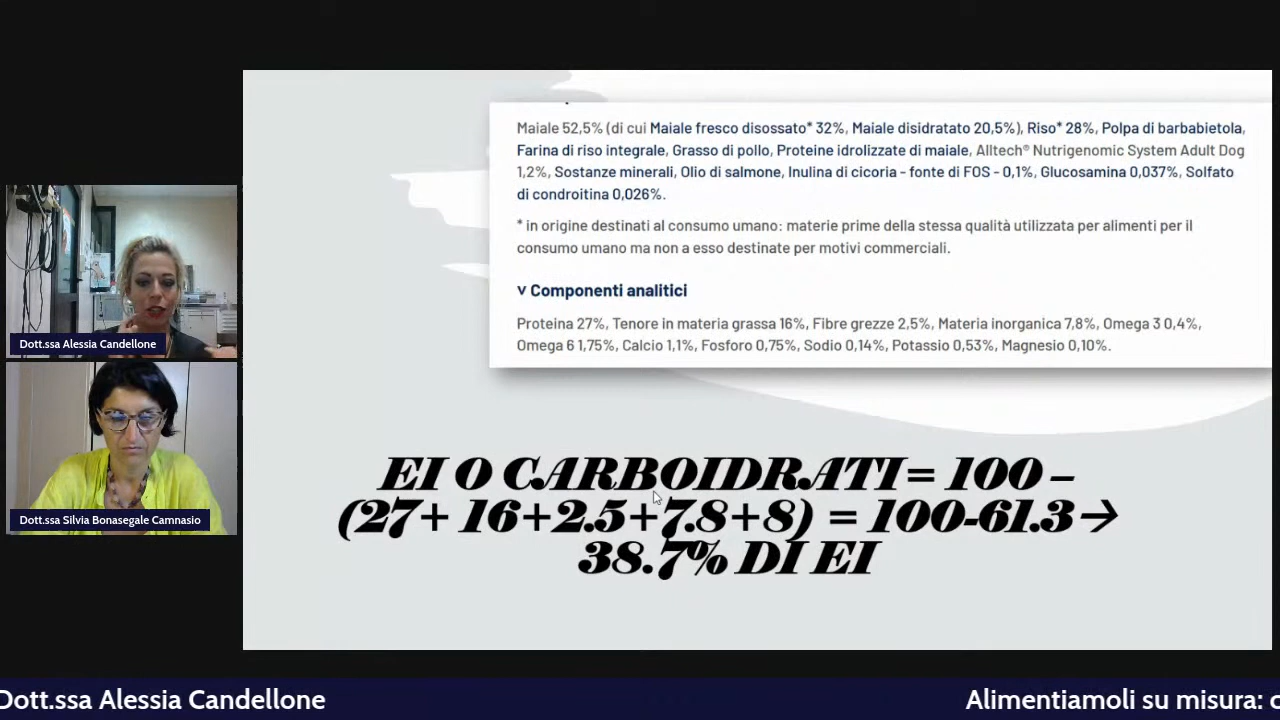 Maiale 52,5% (di cui Maiale fresco disossato* 32%, Maiale disidratato 20,5%), Riso* 28%, Polpa di barbabietola,
Farina di riso integrale, Grasso di pollo, Proteine idrolizzate di maiale, Alltech® Nutrigenomic System Adult Dog
1,2%, Sostanze minerali, Olio di salmone, Inulina di cicoria - fonte di FOS - 0,1%, Glucosamina 0,037%, Solfato
di condroitina 0,026%.
* in origine destinati al consumo umano: materie prime della stessa qualità utilizzata per alimenti per il
consumo umano ma non a esso destinate per motivi commerciali.
v Componenti analitici
Proteina 27%, Tenore in materia grassa 16%, Fibre grezze 2,5%, Materia inorganica 7,8%, Omega 3 0,4%,
Omega 6 1,75%, Calcio 1,1%, Fosforo 0,75%, Sodio 0,14%, Potassio 0,53%, Magnesio 0,10%.
EI O CARBOIDRATI= 100 –
(27+ 16+2.5+7.8+8) = 100-61.3→
38.7% DI EI
Dott.ssa Alessia Candellone
Dott.ssa Silvia Bonasegale Camnasio
Dott.ssa Alessia Candellone
Alimentiamoli su misura: c